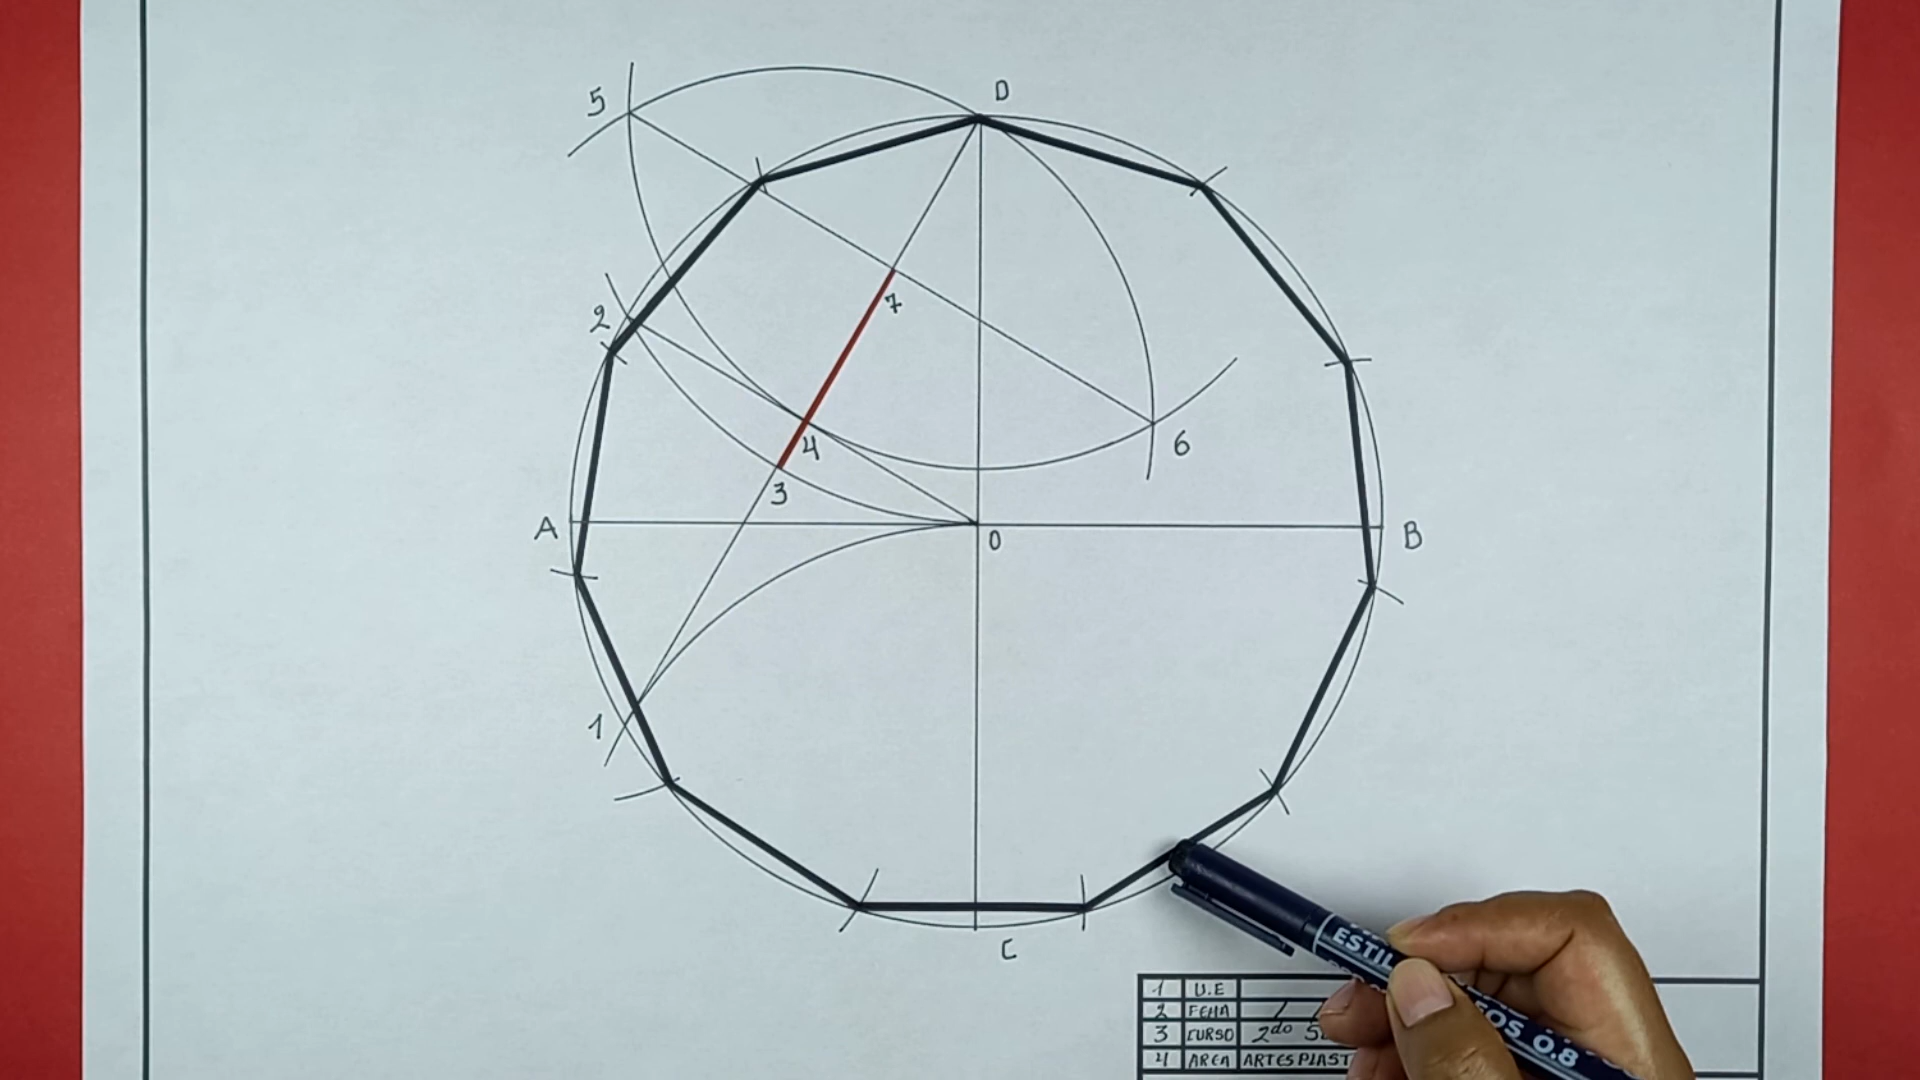 5
D
2
7
4
6
3
A
0
B
1
C
1 U.E
2 FECHA /
3 CURSO 2do
4 AREA ARTES PLAST
ESTIL
0.8